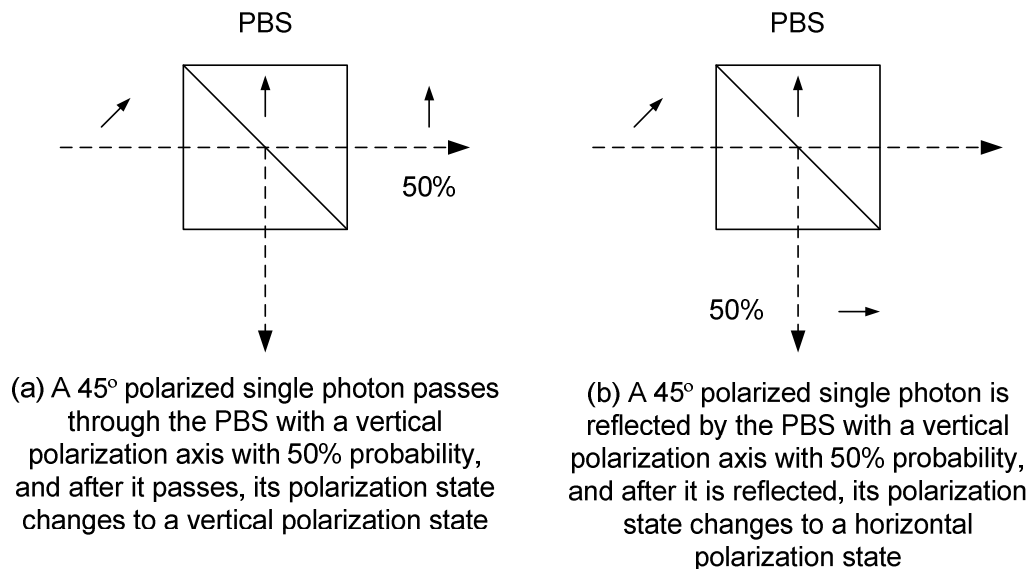 PBS
50%
(a) A 45º polarized single photon passes
through the PBS with a vertical
polarization axis with 50% probability,
and after it passes, its polarization state
changes to a vertical polarization state
PBS
50%
(b) A 45º polarized single photon is
reflected by the PBS with a vertical
polarization axis with 50% probability,
and after it is reflected, its polarization
state changes to a horizontal
polarization state